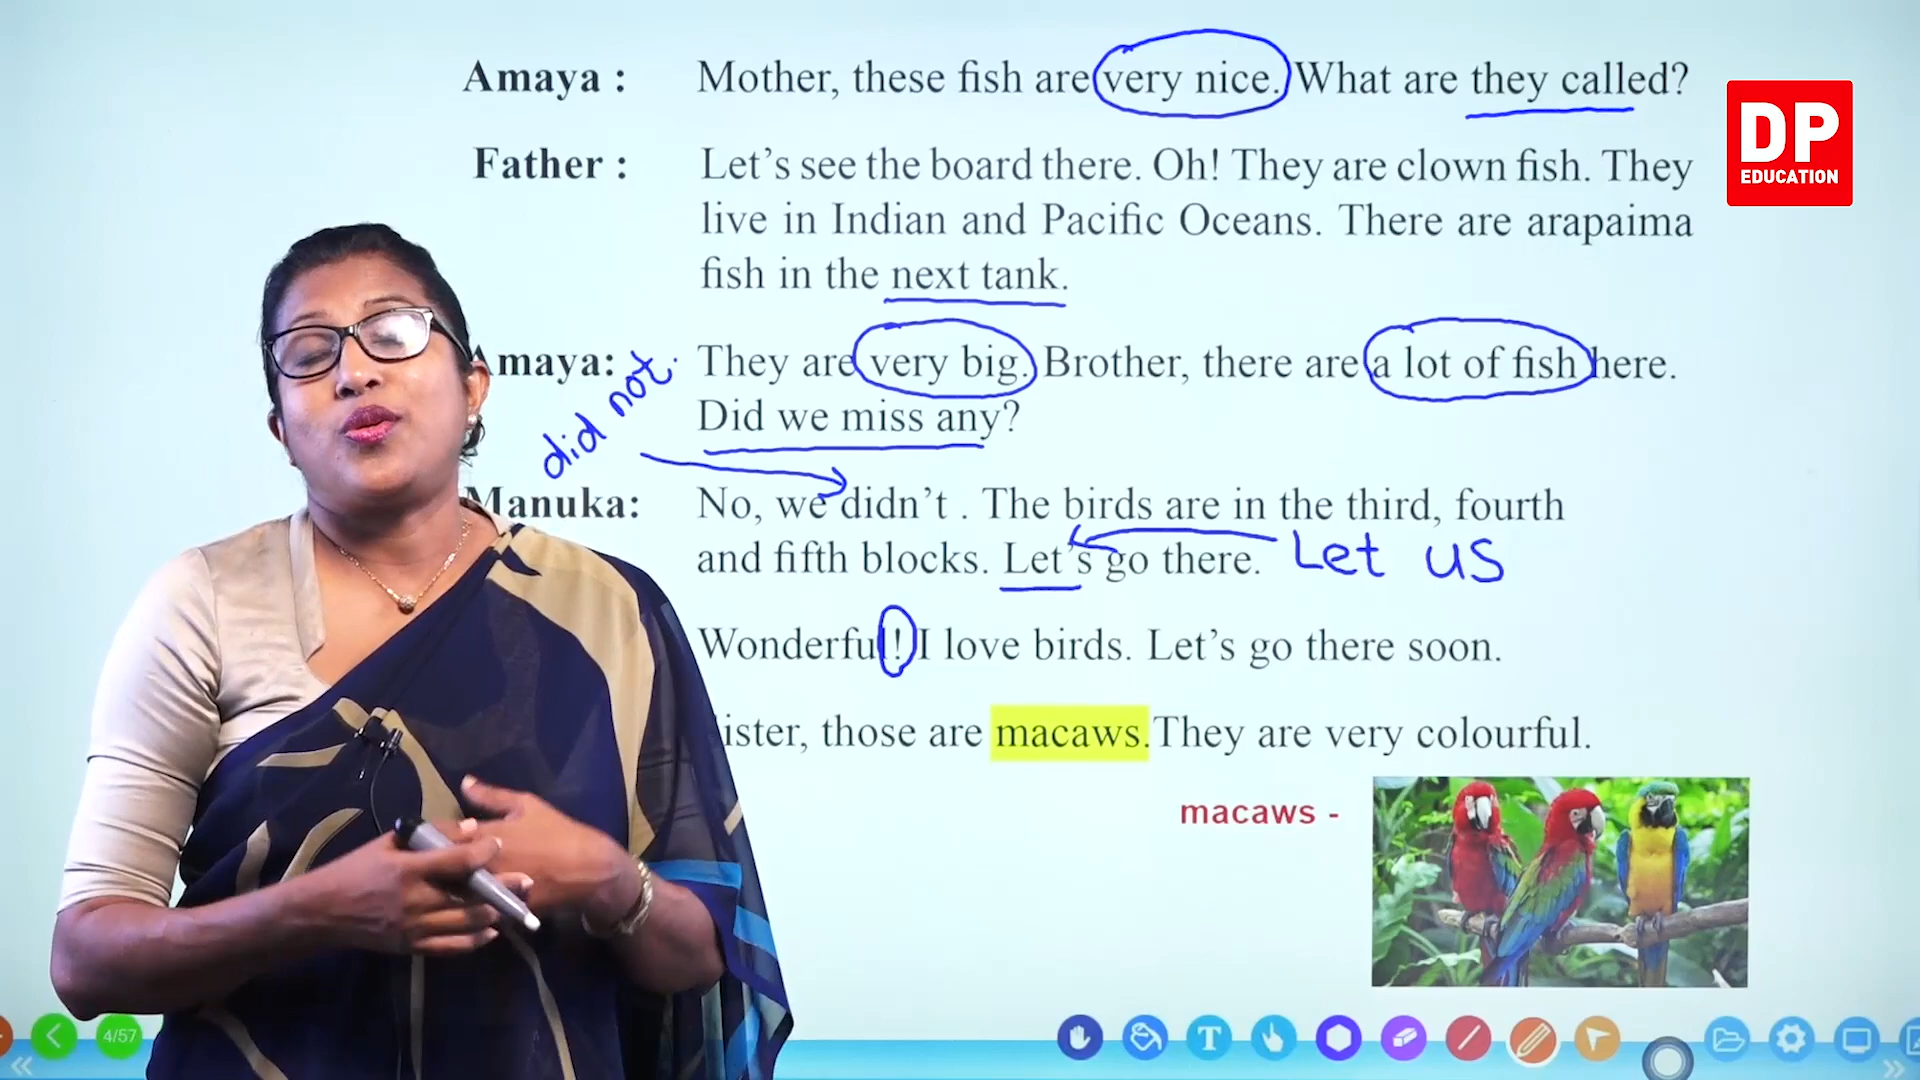 Amaya : Mother, these fish are very nice. What are they called?
DP
EDUCATION
Father : Let’s see the board there. Oh! They are clown fish. They
live in Indian and Pacific Oceans. There are arapaima
fish in the next tank.
Amaya: They are very big. Brother, there are a lot of fish here.
did not.
Did we miss any?
Manuka: No, we didn’t . The birds are in the third, fourth
and fifth blocks. Let’s go there. Let us
Wonderful! I love birds. Let’s go there soon.
ister, those are macaws. They are very colourful.
macaws -
4/57